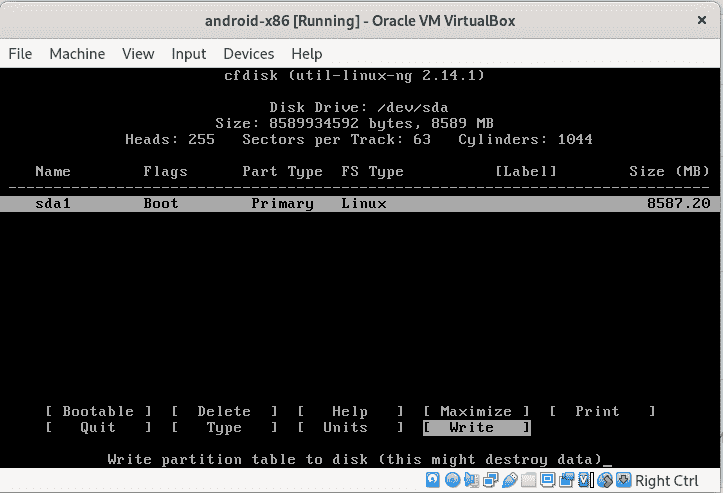 android-x86 [Running] - Oracle VM VirtualBox ×
File Machine View Input Devices Help
cfdisk (util-linux-ng 2.14.1)
Disk Drive: /dev/sda
Size: 8589934592 bytes, 8589 MB
Heads: 255 Sectors per Track: 63 Cylinders: 1044
Name Flags Part Type FS Type [Label] Size (MB)
------------------------------------------------------------------------------
sda1 Boot Primary Linux 8587.20
[ Bootable ] [ Delete ] [ Help ] [ Maximize ] [ Print ]
[ Quit ] [ Type ] [ Units ] [ Write ]
Write partition table to disk (this might destroy data)_
Right Ctrl